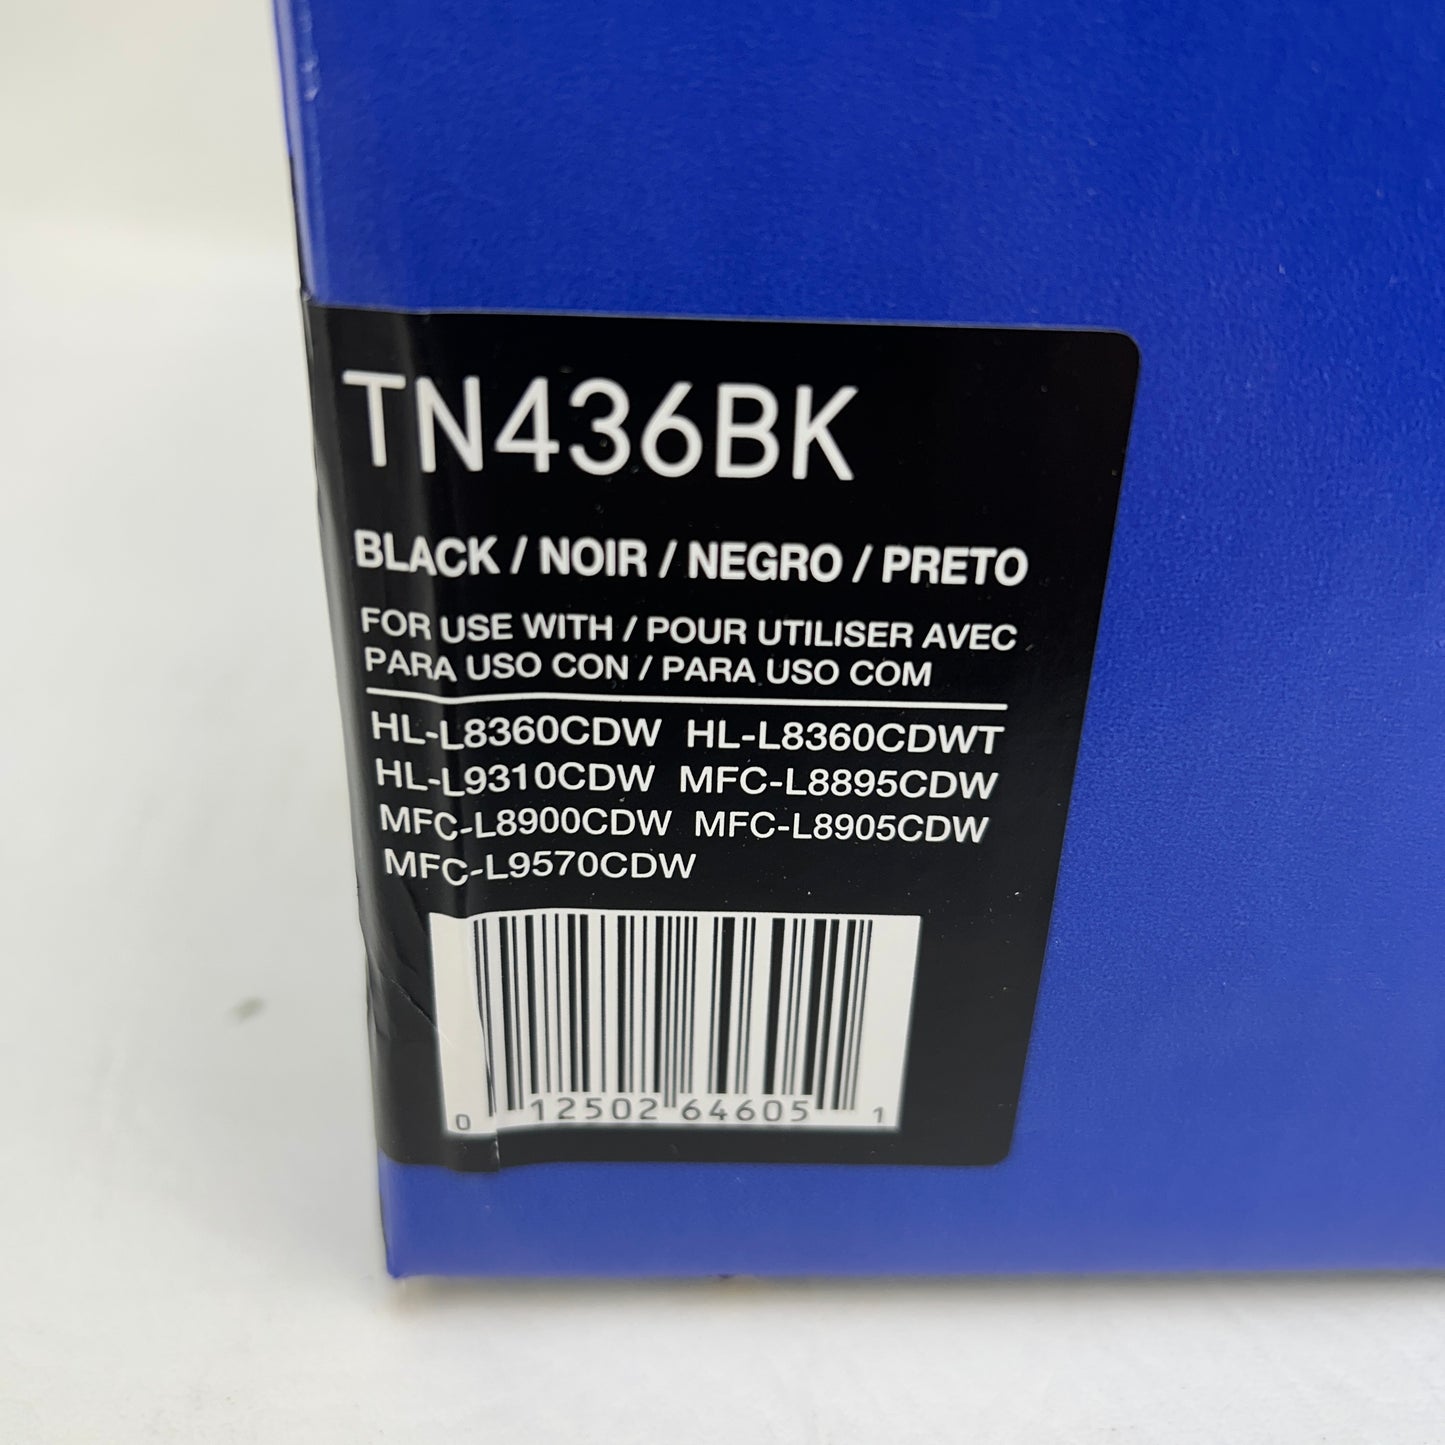 TN436BK
BLACK / NOIR / NEGRO / PRETO
FOR USE WITH / POUR UTILISER AVEC
PARA USO CON / PARA USO COM
HL-L8360CDW HL-L8360CDWT
HL-L9310CDW MFC-L8895CDW
MFC-L8900CDW MFC-L8905CDW
MFC-L9570CDW
0 12502 64605 1